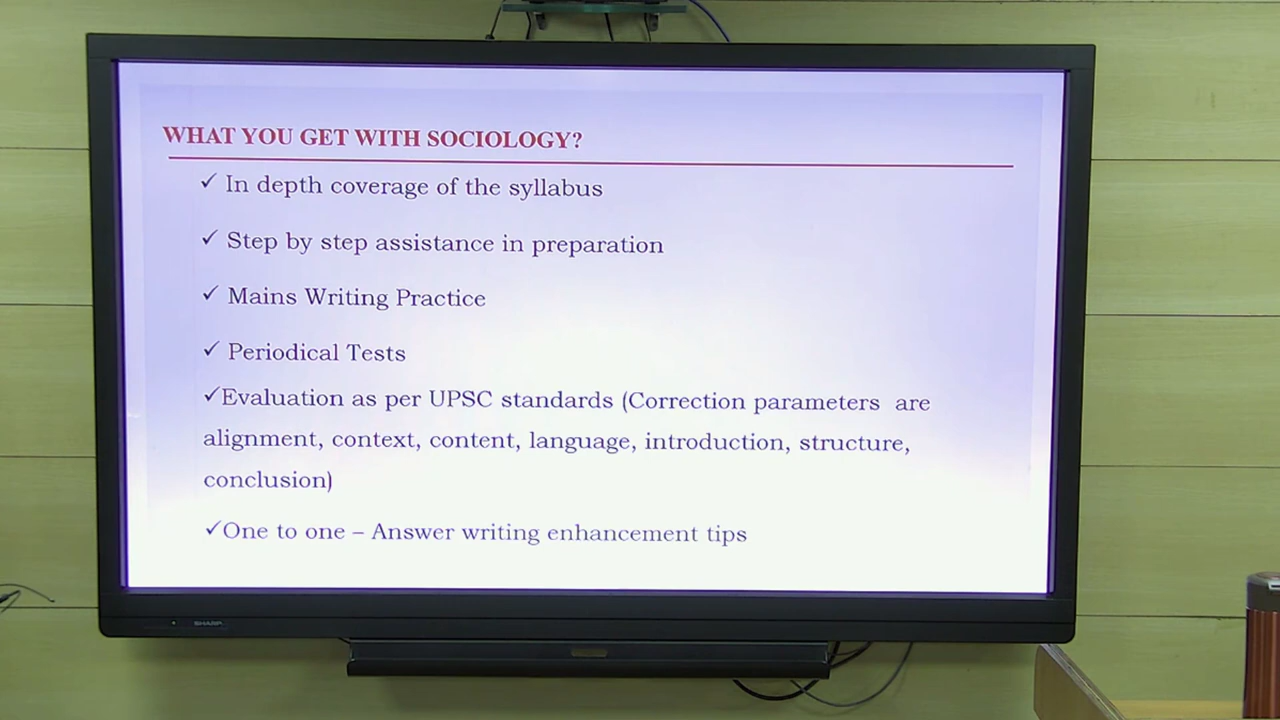 WHAT YOU GET WITH SOCIOLOGY?
✓ In depth coverage of the syllabus
✓ Step by step assistance in preparation
✓ Mains Writing Practice
✓ Periodical Tests
✓Evaluation as per UPSC standards (Correction parameters are
alignment, context, content, language, introduction, structure,
conclusion)
✓One to one – Answer writing enhancement tips
SHARP